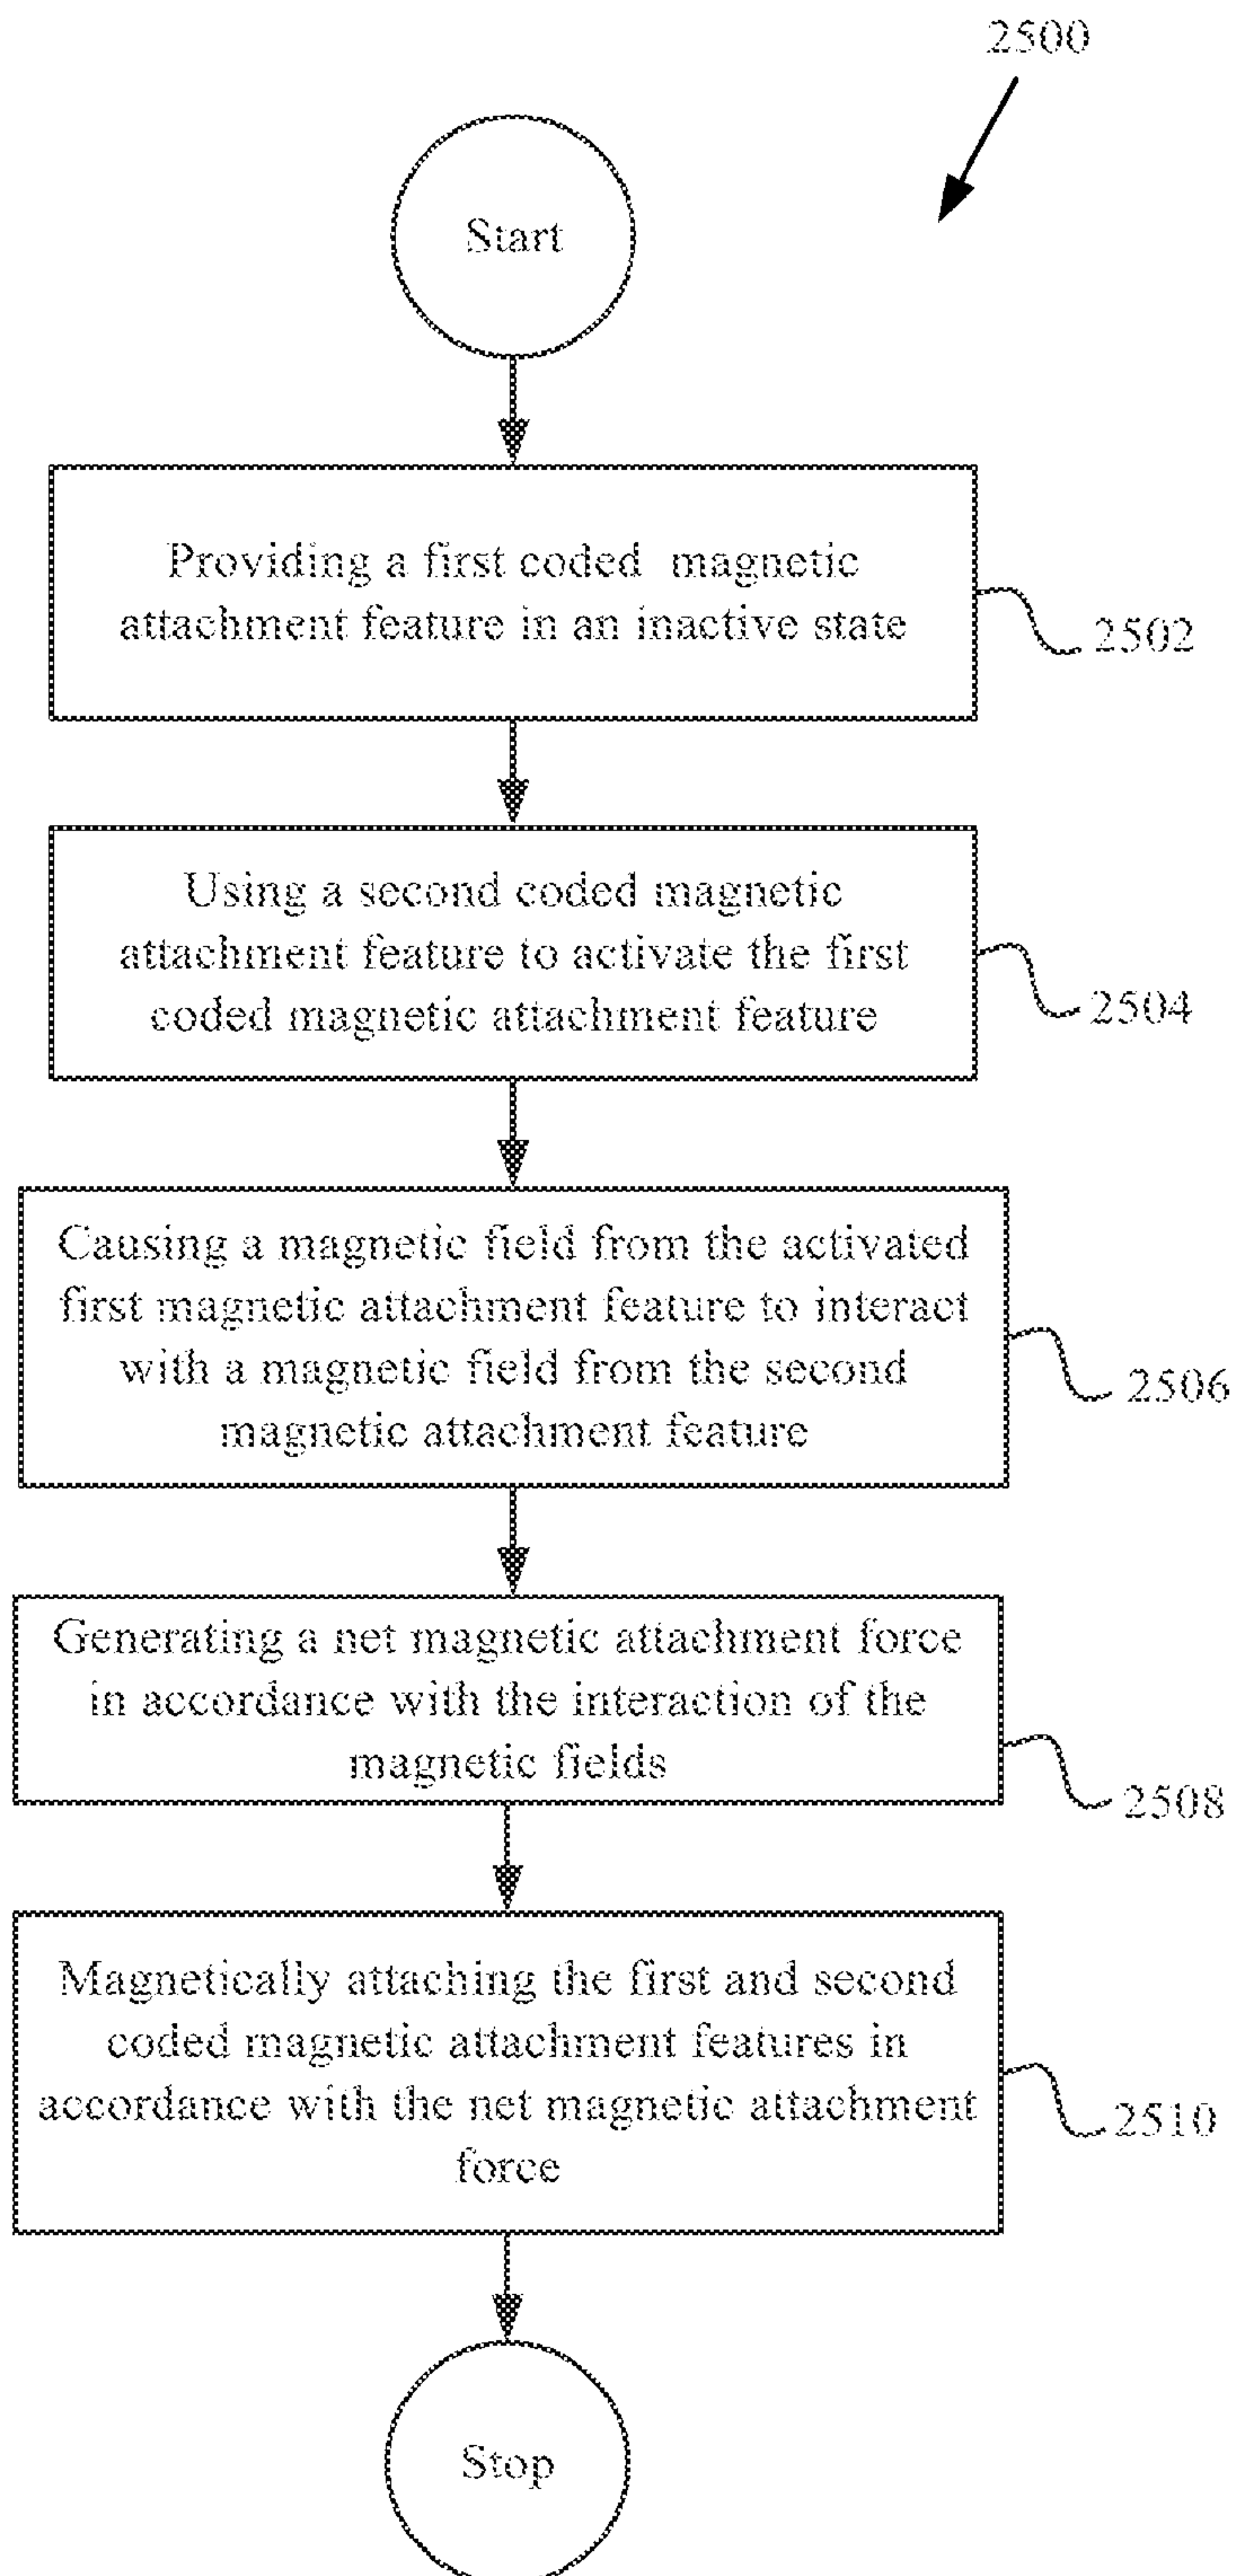 2500
Start
Providing a first coded magnetic
attachment feature in an inactive state
2502
Using a second coded magnetic
attachment feature to activate the first
coded magnetic attachment feature
2504
Causing a magnetic field from the activated
first magnetic attachment feature to interact
with a magnetic field from the second
magnetic attachment feature
2506
Generating a net magnetic attachment force
in accordance with the interaction of the
magnetic fields
2508
Magnetically attaching the first and second
coded magnetic attachment features in
accordance with the net magnetic attachment
force
2510
Stop